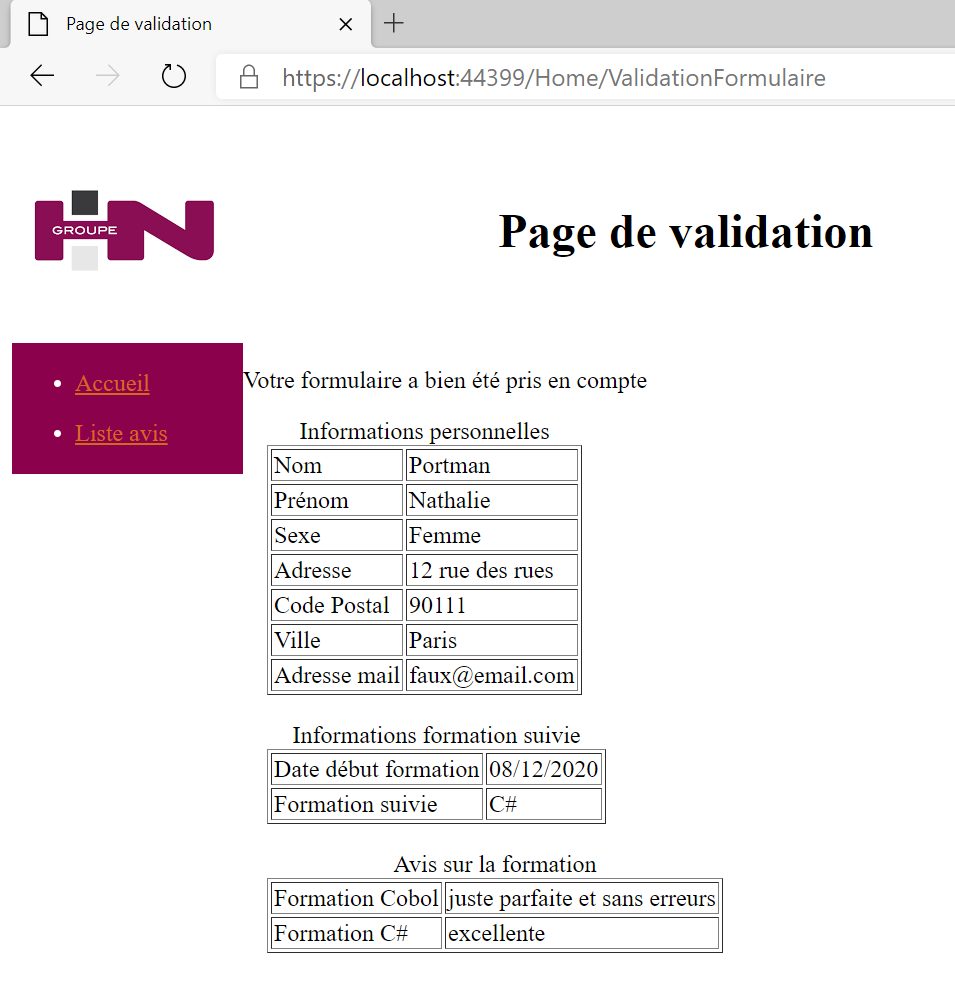 Page de validation
https://localhost:44399/Home/ValidationFormulaire
GROUPE
HN
Page de validation
Accueil
Liste avis
Votre formulaire a bien été pris en compte
Informations personnelles
Nom Portman
Prénom Nathalie
Sexe Femme
Adresse 12 rue des rues
Code Postal 90111
Ville Paris
Adresse mail faux@email.com
Informations formation suivie
Date début formation 08/12/2020
Formation suivie C#
Avis sur la formation
Formation Cobol juste parfaite et sans erreurs
Formation C# excellente